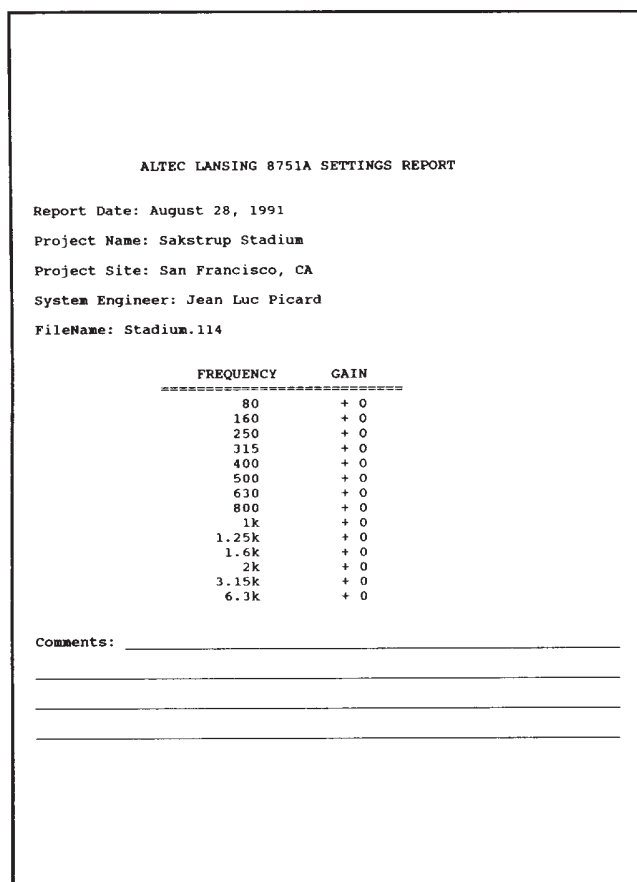 ALTEC LANSING 8751A SETTINGS REPORT
Report Date: August 28, 1991
Project Name: Sakstrup Stadium
Project Site: San Francisco, CA
System Engineer: Jean Luc Picard
FileName: Stadium.114
FREQUENCY GAIN
===========================
80 + 0
160 + 0
250 + 0
315 + 0
400 + 0
500 + 0
630 + 0
800 + 0
1k + 0
1.25k + 0
1.6k + 0
2k + 0
3.15k + 0
6.3k + 0
Comments: